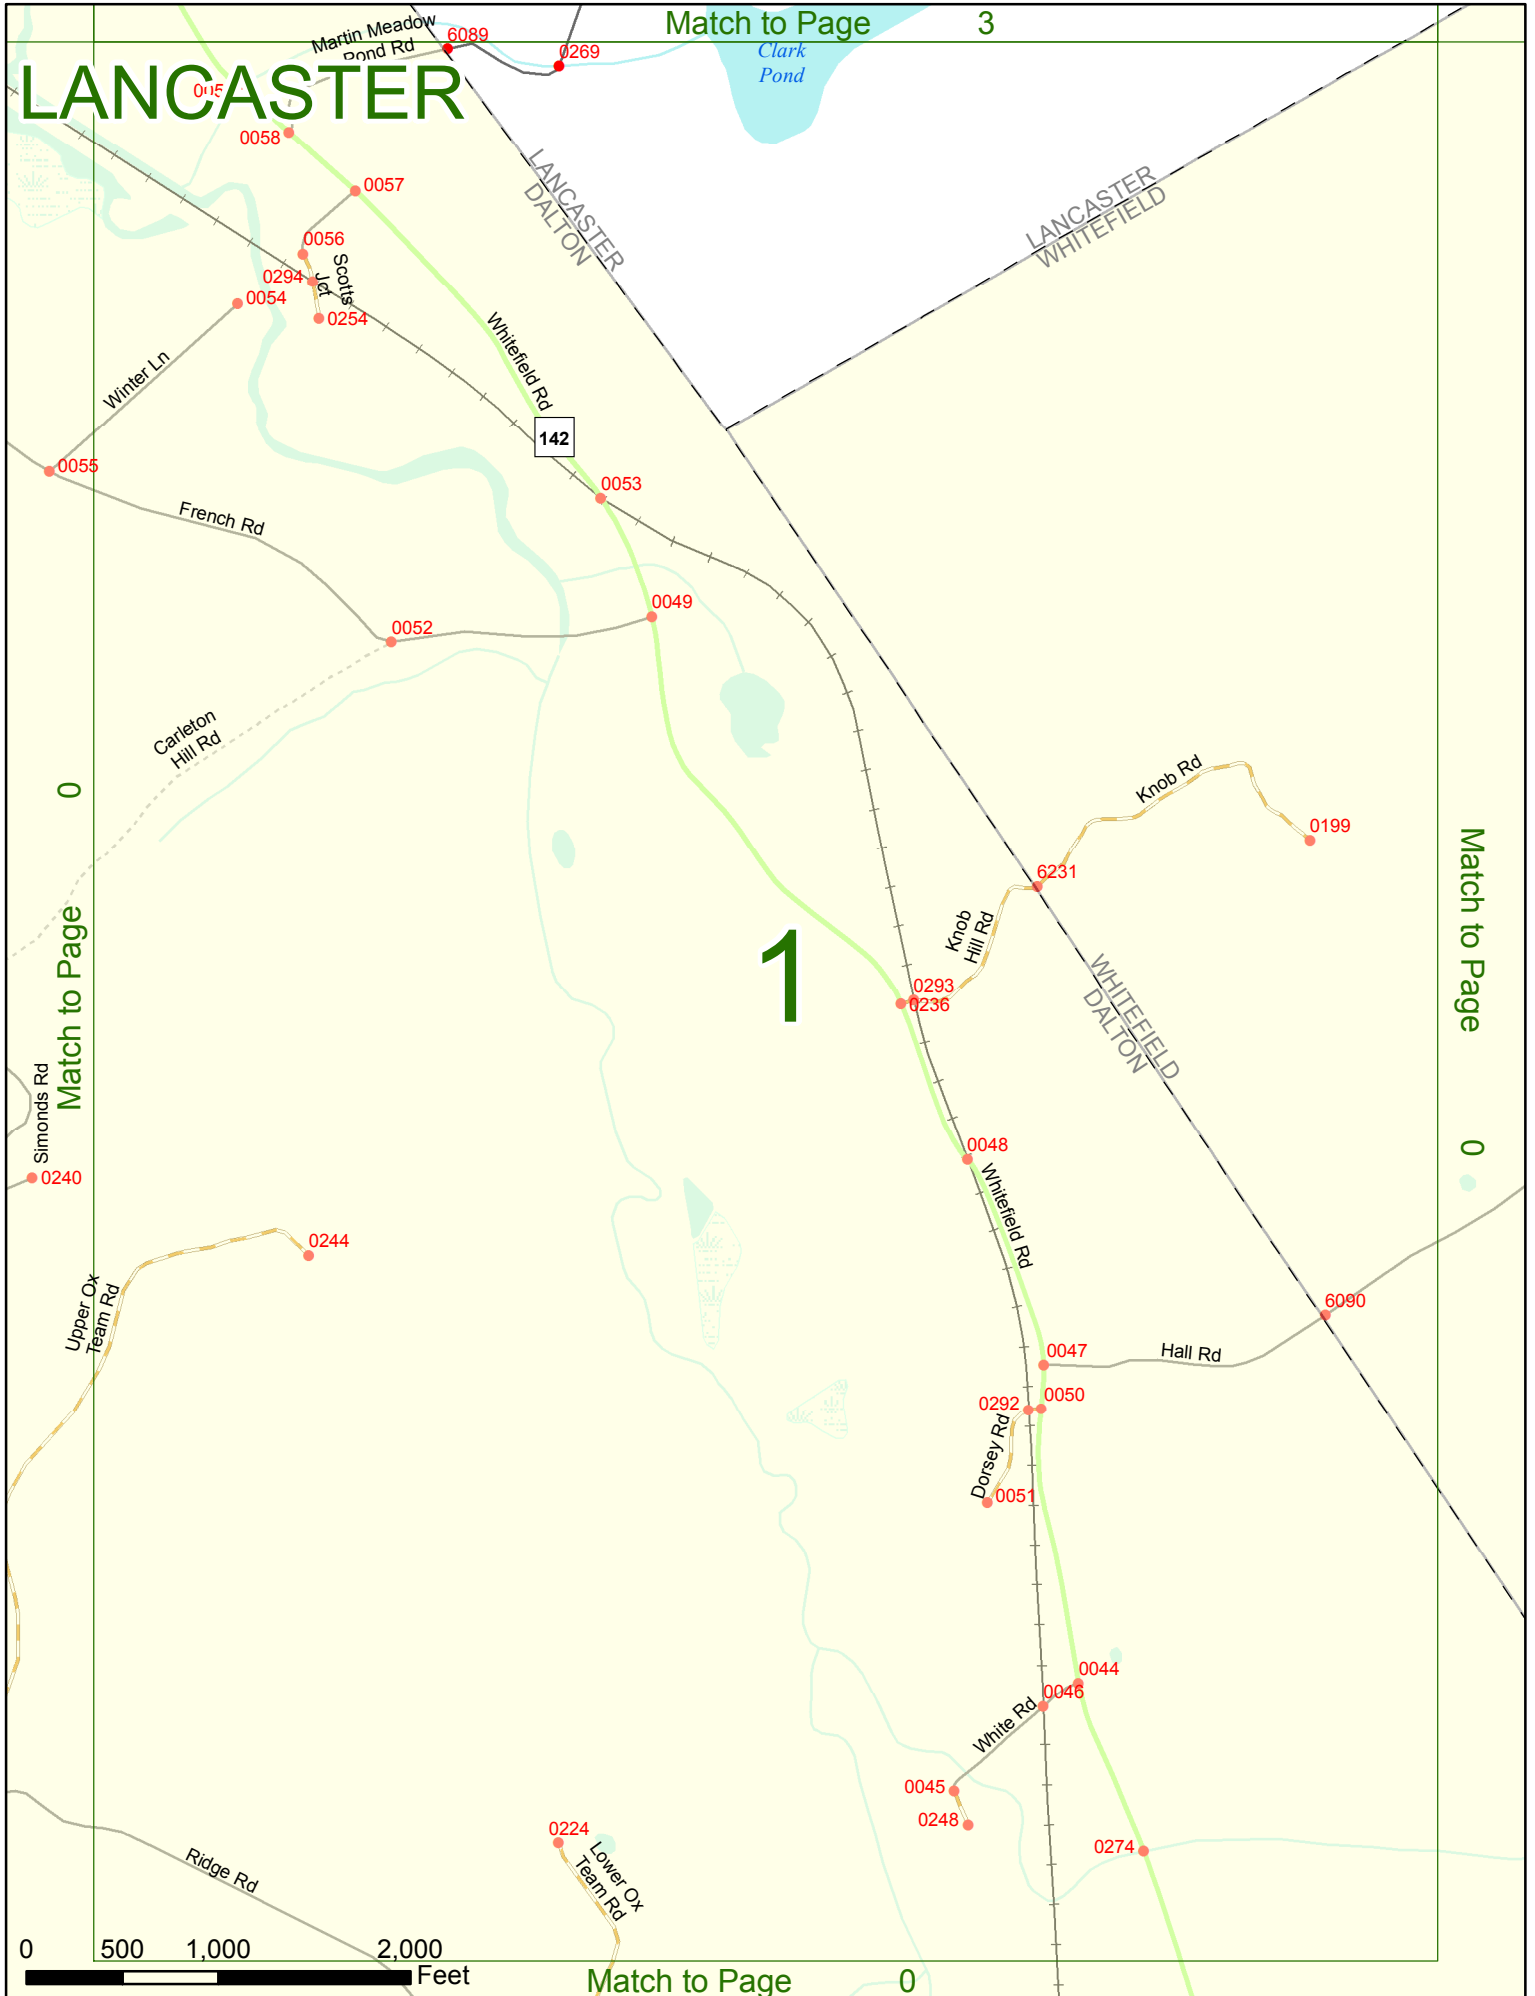 Match to Page 3
Martin Meadow
Pond Rd
6089
0269
Clark
Pond
LANCASTER
0058
0057
LANCASTER
DALTON
LANCASTER
WHITEFIELD
0056
Scotts
Jct
0294
0054
0254
Winter Ln
Whitefield Rd
142
0055
0053
French Rd
0049
0052
Carleton
Hill Rd
0
Match to Page
Knob Rd
0199
6231
Knob
Hill Rd
Match to Page
0
1
0293
0236
WHITEFIELD
DALTON
Simonds Rd
0240
0048
Whitefield Rd
0244
Upper Ox
Team Rd
6090
0047
Hall Rd
0292
0050
Dorsey Rd
0051
0044
0046
White Rd
0045
0248
0224
Lower Ox
Team Rd
0274
Ridge Rd
0 500 1,000 2,000
Feet
Match to Page 0